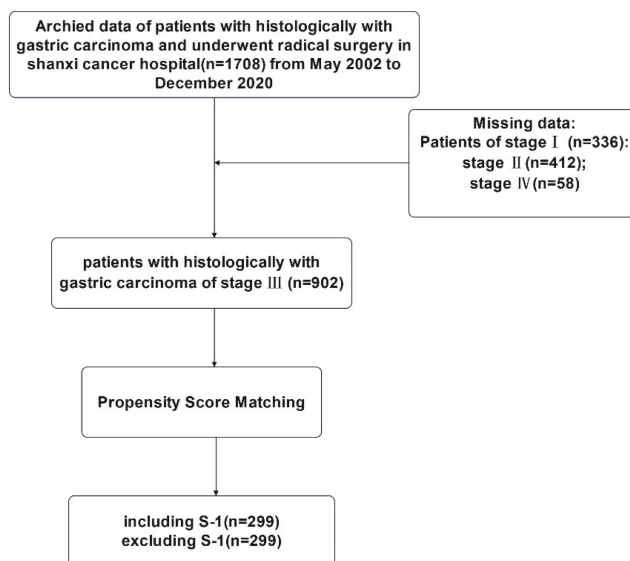 Archied data of patients with histologically with
gastric carcinoma and underwent radical surgery in
shanxi cancer hospital(n=1708) from May 2002 to
December 2020
Missing data:
Patients of stage Ⅰ (n=336):
stage Ⅱ (n=412);
stage Ⅳ(n=58)
patients with histologically with
gastric carcinoma of stage Ⅲ (n=902)
Propensity Score Matching
including S-1(n=299)
excluding S-1(n=299)